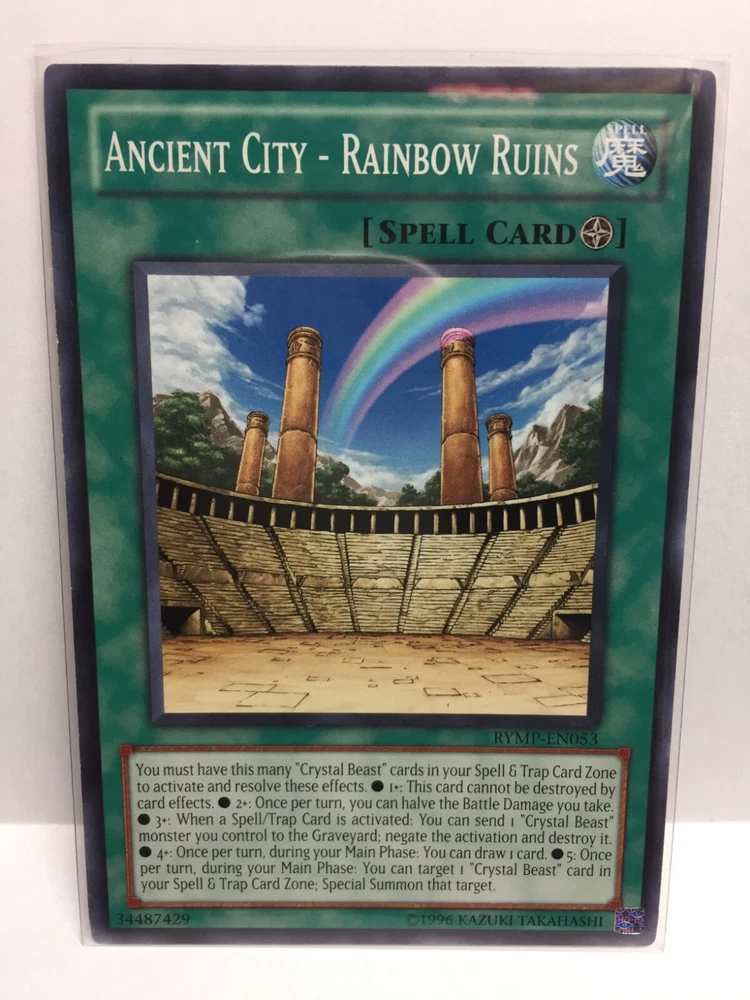 ANCIENT CITY - RAINBOW RUINS
SPELL
魔
[SPELL CARD]
RYMP-EN053
You must have this many "Crystal Beast" cards in your Spell & Trap Card Zone
to activate and resolve these effects. ● 1+: This card cannot be destroyed by
card effects. ● 2+: Once per turn, you can halve the Battle Damage you take.
● 3+: When a Spell/Trap Card is activated: You can send 1 "Crystal Beast"
monster you control to the Graveyard; negate the activation and destroy it.
● 4+: Once per turn, during your Main Phase: You can draw 1 card. ● 5: Once
per turn, during your Main Phase: You can target 1 "Crystal Beast" card in
your Spell & Trap Card Zone; Special Summon that target.
34487429
©1996 KAZUKI TAKAHASHI